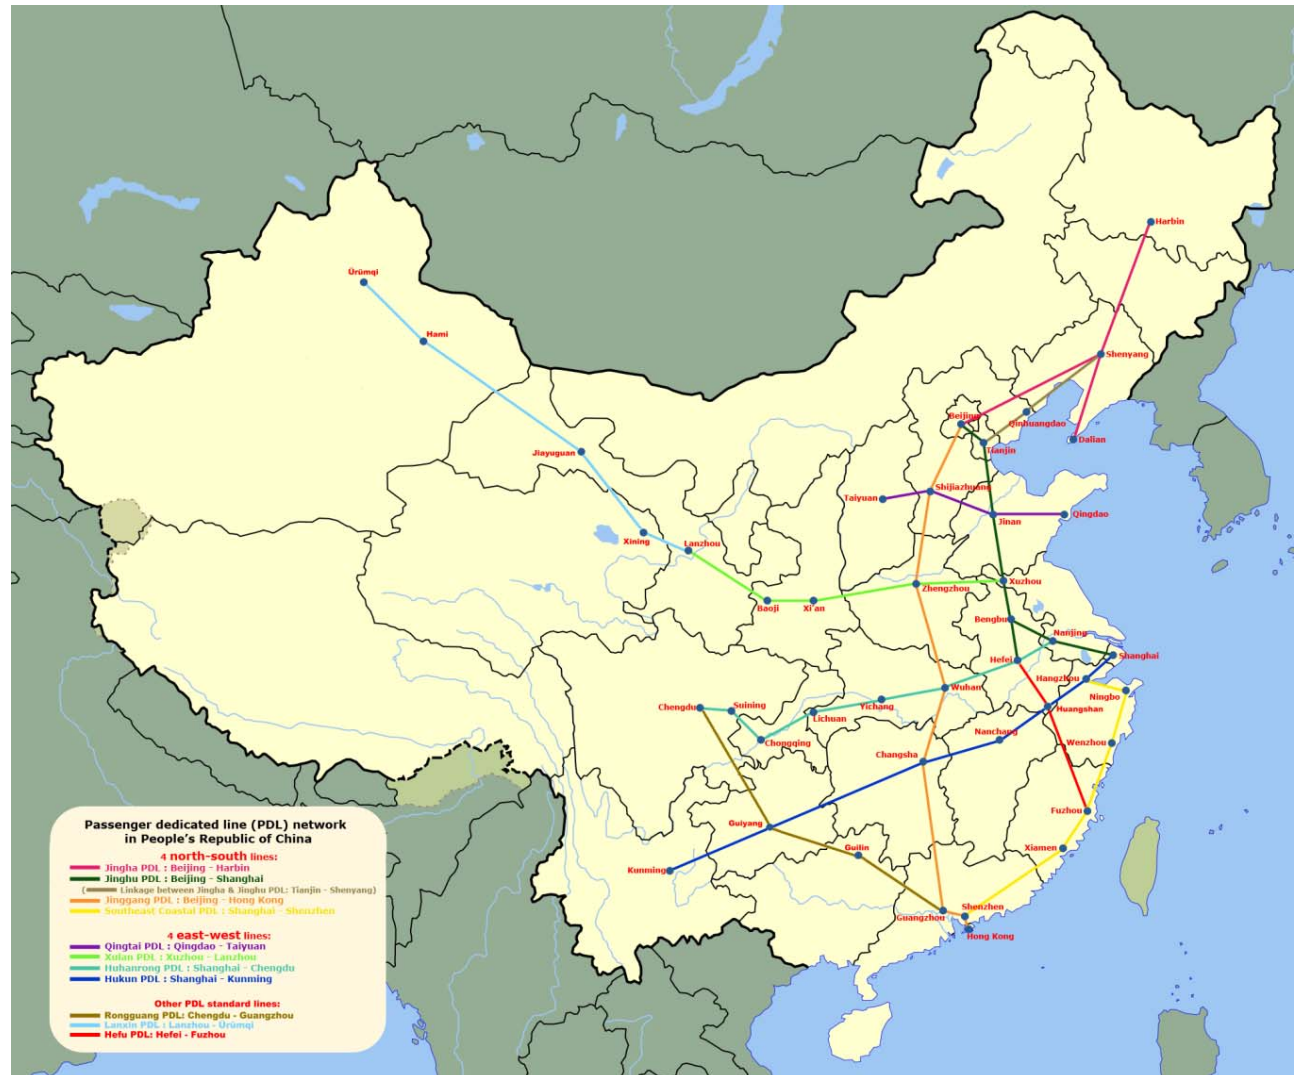 Harbin
Ürümqi
Hami
Shenyang
Beijing
Qinhuangdao
Dalian
Tianjin
Jiayuguan
Shijiazhuang
Taiyuan
Jinan
Qingdao
Xining
Lanzhou
Xuzhou
Zhengzhou
Baoji
Xi'an
Bengbu
Nanjing
Shanghai
Hefei
Hangzhou
Wuhan
Ningbo
Chengdu
Suining
Yichang
Huangshan
Lichuan
Chongqing
Nanchang
Wenzhou
Changsha
Fuzhou
Guiyang
Guilin
Xiamen
Kunming
Guangzhou
Shenzhen
Hong Kong
Passenger dedicated line (PDL) network
in People's Republic of China
4 north-south lines:
Jingha PDL : Beijing - Harbin
Jinghu PDL : Beijing - Shanghai
( Linkage between Jingha & Jinghu PDL: Tianjin - Shenyang)
Jinggang PDL : Beijing - Hong Kong
Southeast Coastal PDL : Shanghai - Shenzhen
4 east-west lines:
Qingtai PDL : Qingdao - Taiyuan
Xulan PDL : Xuzhou - Lanzhou
Huhanrong PDL : Shanghai - Chengdu
Hukun PDL : Shanghai - Kunming
Other PDL standard lines:
Rongguang PDL: Chengdu - Guangzhou
Lanxin PDL : Lanzhou - Ürümqi
Hefu PDL: Hefei - Fuzhou